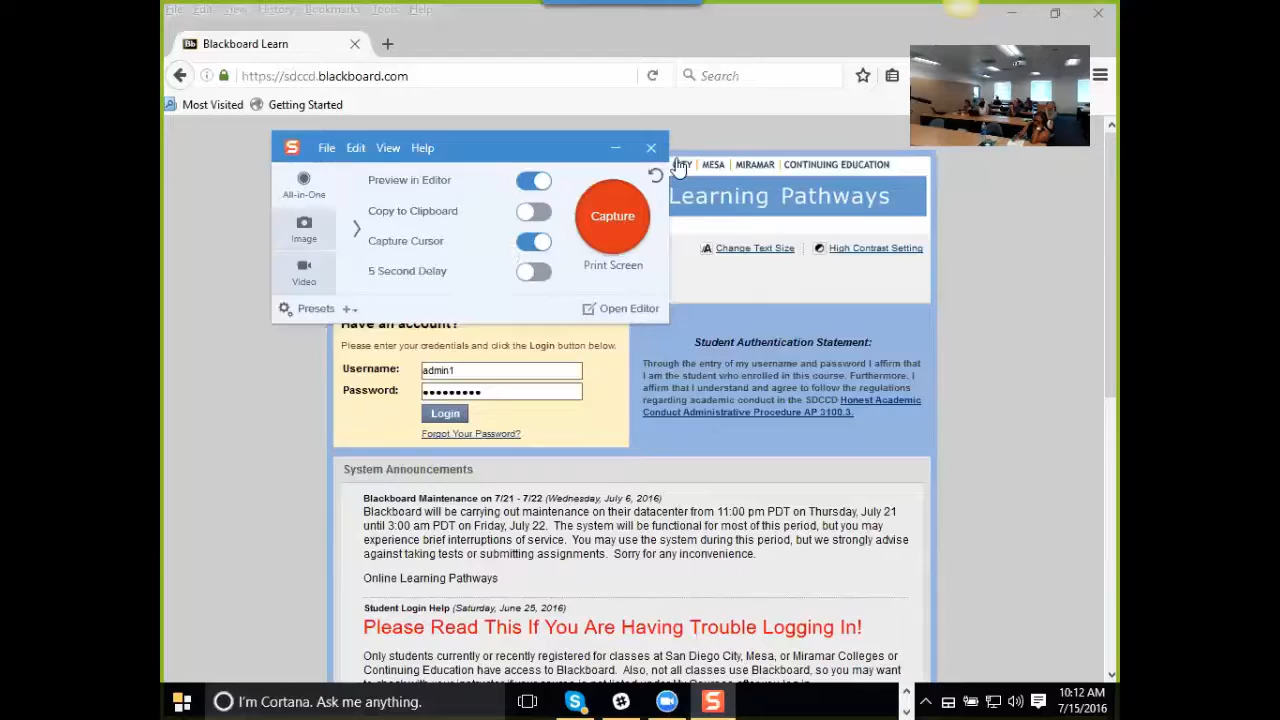 File Edit View History Bookmarks Tools Help
Bb Blackboard Learn
https://sdccd.blackboard.com
Search
Most Visited Getting Started
S File Edit View Help
MESA | MIRAMAR | CONTINUING EDUCATION
Learning Pathways
A Change Text Size High Contrast Setting
All-in-One
Image
Video
Preview in Editor
Copy to Clipboard
Capture Cursor
5 Second Delay
Capture
Print Screen
Presets
Open Editor
Have an account?
Please enter your credentials and click the Login button below.
Username: admin1
Password: •••••••••
Login
Forgot Your Password?
Student Authentication Statement:
Through the entry of my username and password I affirm that
I am the student who enrolled in this course. Furthermore, I
affirm that I understand and agree to follow the regulations
regarding academic conduct in the SDCCD Honest Academic
Conduct Administrative Procedure AP 3100.3.
System Announcements
Blackboard Maintenance on 7/21 - 7/22 (Wednesday, July 6, 2016)
Blackboard will be carrying out maintenance on their datacenter from 11:00 pm PDT on Thursday, July 21
until 3:00 am PDT on Friday, July 22. The system will be functional for most of this period, but you may
experience brief interruptions of service. You may use the system during this period, but we strongly advise
against taking tests or submitting assignments. Sorry for any inconvenience.
Online Learning Pathways
Student Login Help (Saturday, June 25, 2016)
Please Read This If You Are Having Trouble Logging In!
Only students currently or recently registered for classes at San Diego City, Mesa, or Miramar Colleges or
Continuing Education have access to Blackboard. Also, not all classes use Blackboard, so you may want
I'm Cortana. Ask me anything.
10:12 AM
7/15/2016